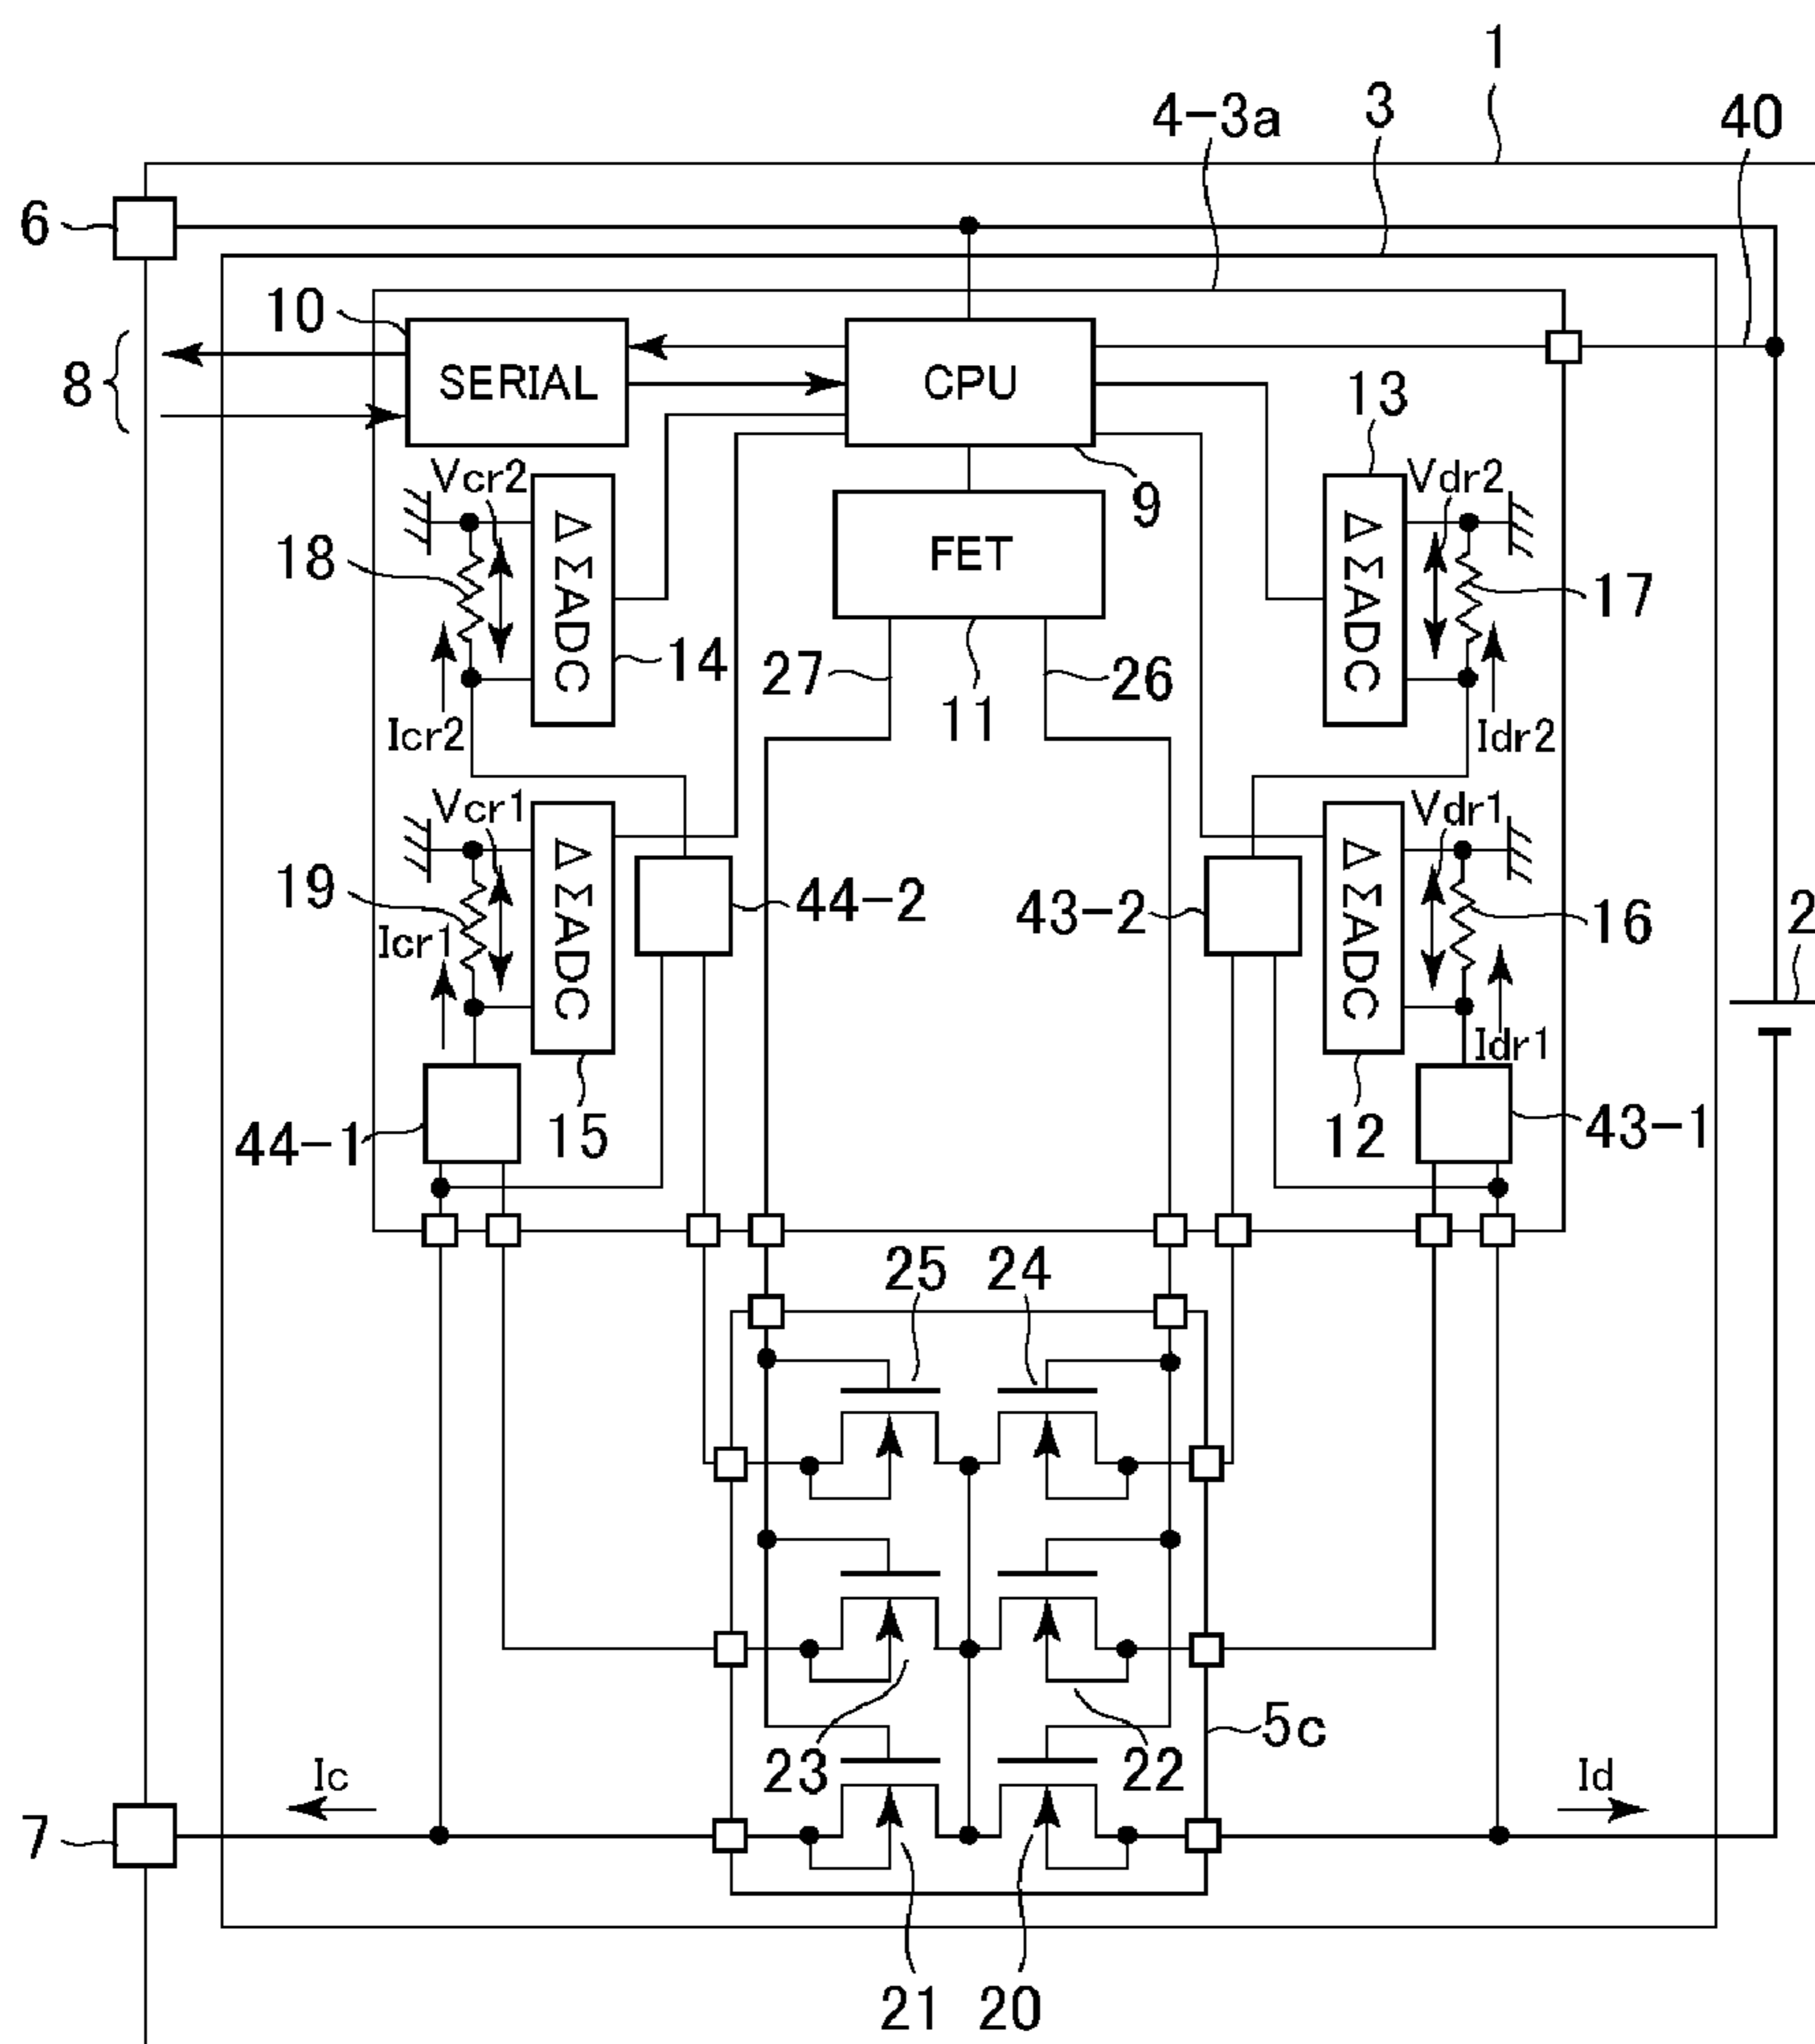 1
4-3a
3
40
6
10
8
SERIAL
CPU
13
Vcr2
ΔΣADC
9
Vdr2
ΔΣADC
18
FET
17
14
27
26
11
Icr2
Idr2
Vcr1
ΔΣADC
Vdr1
ΔΣADC
19
44-2
43-2
16
2
Icr1
Idr1
44-1
15
12
43-1
25
24
5c
23
22
Ic
Id
7
21
20